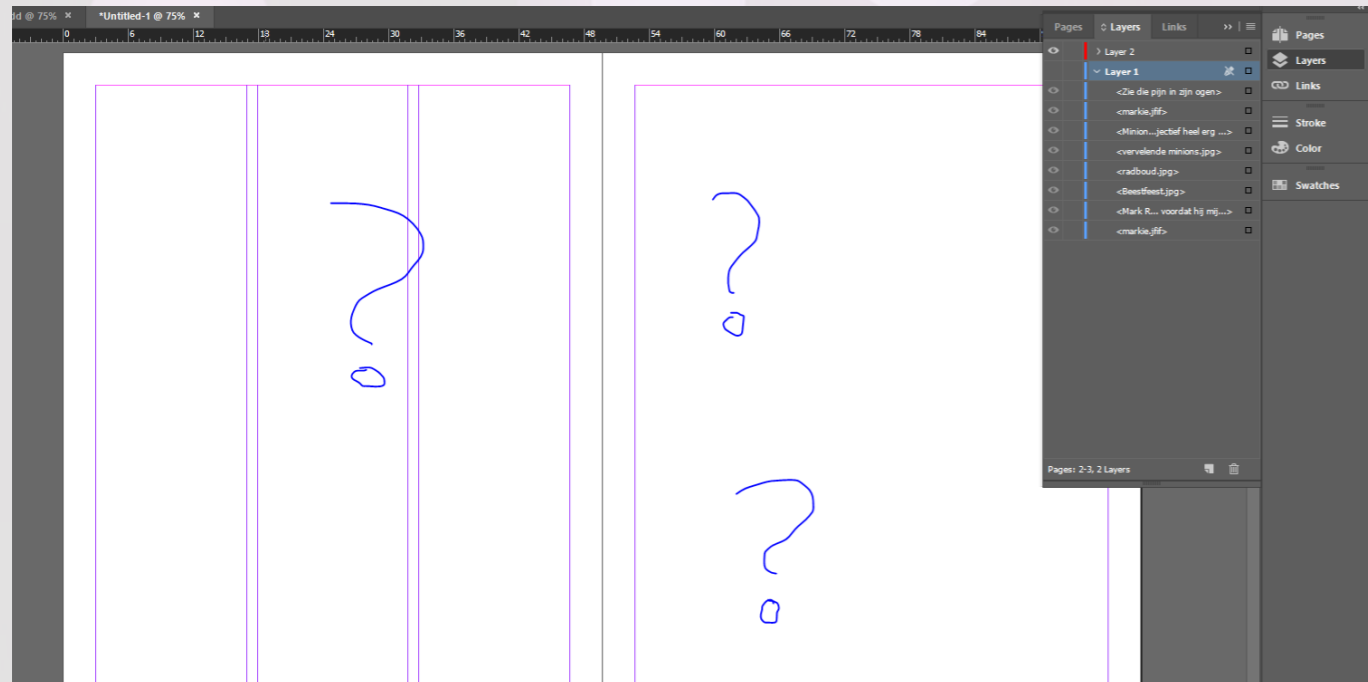 dd @ 75% ×
*Untitled-1 @ 75% ×
0 6 12 18 24 30 36 42 48 54 60 66 72 78 84
Pages Layers Links >>
Layer 2
Layer 1
<Zie die pijn in zijn ogen>
<markie.jfif>
<Minion...jectief heel erg ...>
<vervelende minions.jpg>
<radboud.jpg>
<Beestfeest.jpg>
<Mark R... voordat hij mij...>
<markie.jfif>
Pages: 2-3, 2 Layers
Pages
Layers
Links
Stroke
Color
Swatches
?
?
?